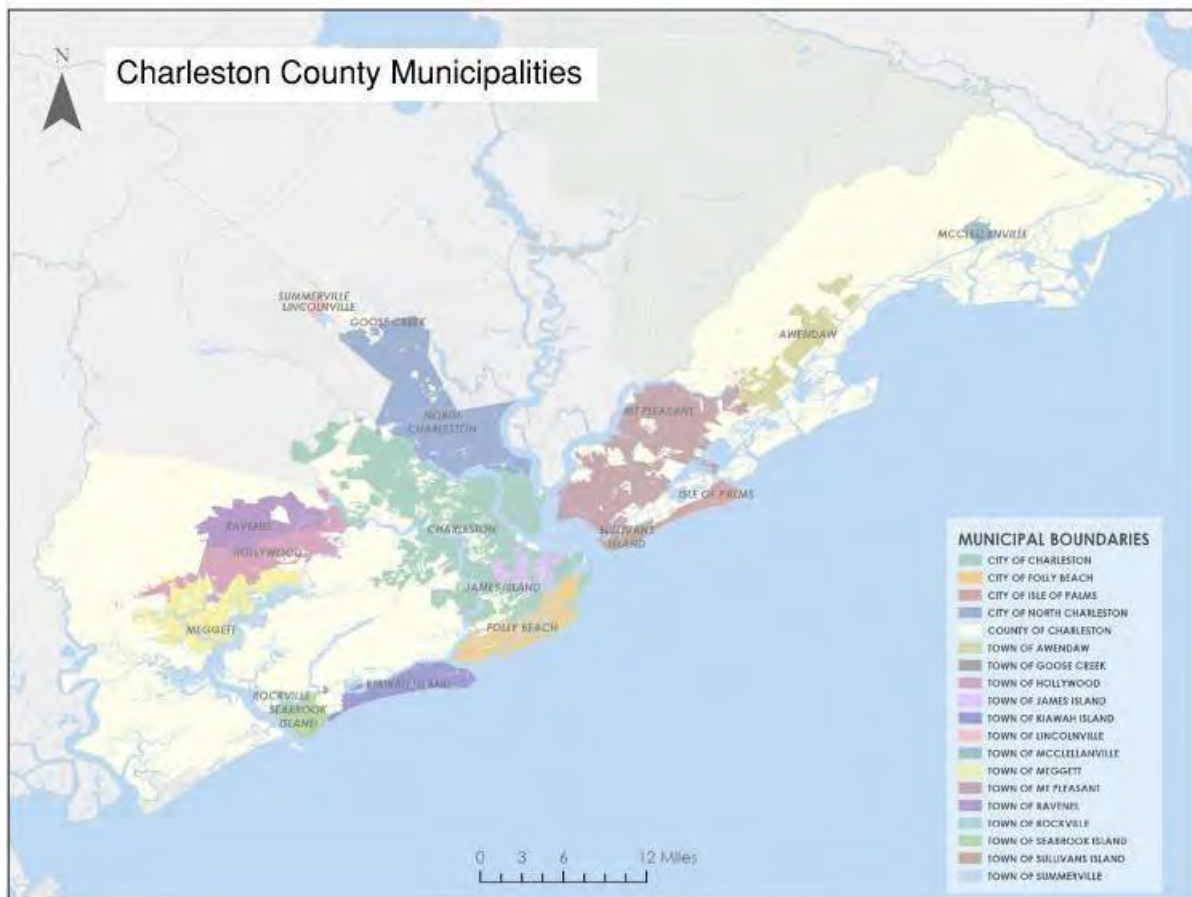 Charleston County Municipalities
N
MCCLELLANVILLE
SUMMERVILLE
LINCOLNVILLE
GOOSE CREEK
AWENDAW
MT PLEASANT
NORTH
CHARLESTON
ISLE OF PALMS
RAVENEL
CHARLESTON
SULLIVANS
ISLAND
HOLLYWOOD
JAMES ISLAND
MEGGETT
FOLLY BEACH
KIAWAH ISLAND
ROCKVILLE
SEABROOK
ISLAND
MUNICIPAL BOUNDARIES
CITY OF CHARLESTON
CITY OF FOLLY BEACH
CITY OF ISLE OF PALMS
CITY OF NORTH CHARLESTON
COUNTY OF CHARLESTON
TOWN OF AWENDAW
TOWN OF GOOSE CREEK
TOWN OF HOLLYWOOD
TOWN OF JAMES ISLAND
TOWN OF KIAWAH ISLAND
TOWN OF LINCOLNVILLE
TOWN OF MCCLELLANVILLE
TOWN OF MEGGETT
TOWN OF MT PLEASANT
TOWN OF RAVENEL
TOWN OF ROCKVILLE
TOWN OF SEABROOK ISLAND
TOWN OF SULLIVANS ISLAND
TOWN OF SUMMERVILLE
0 3 6 12 Miles